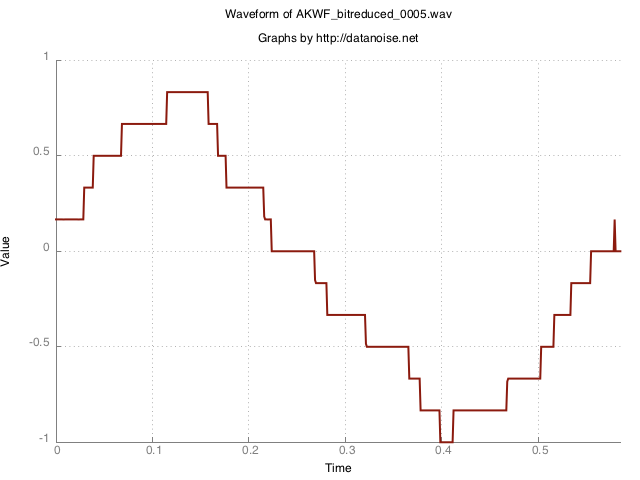 Waveform of AKWF_bitreduced_0005.wav
Graphs by http://datanoise.net
1
0.5
0
-0.5
-1
Value
0 0.1 0.2 0.3 0.4 0.5
Time